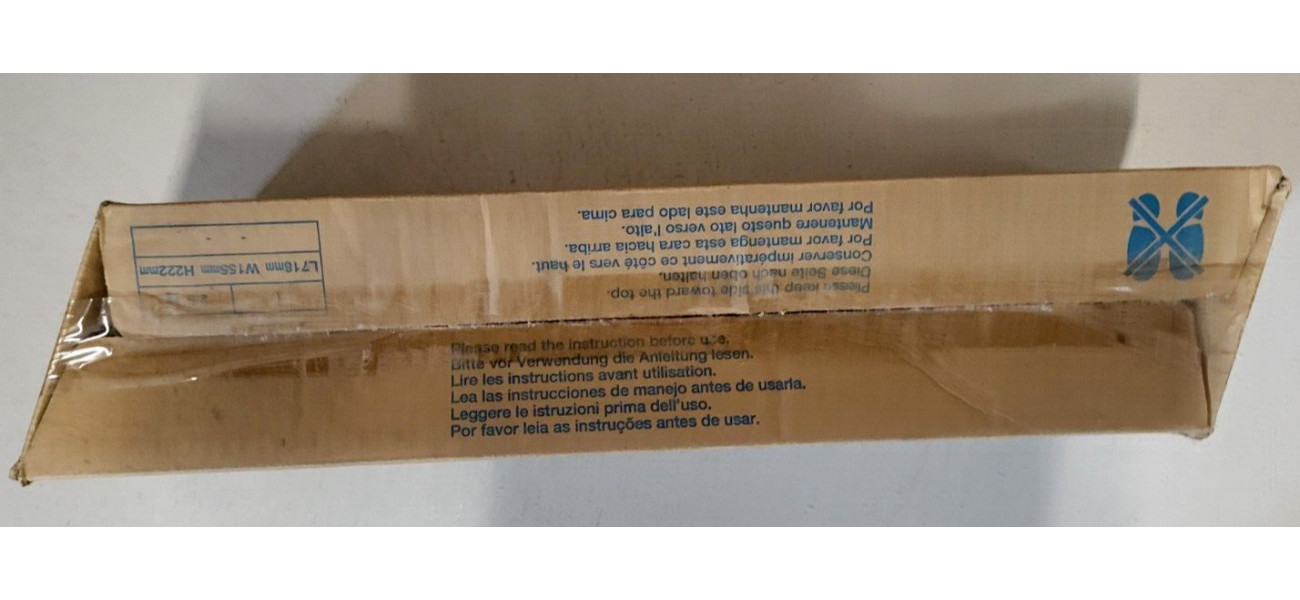 Please keep this side toward the top.
Diese Seite nach oben halten.
Conserver impérativement ce côté vers le haut.
Por favor mantenga esta cara hacia arriba.
Mantenere questo lato verso l'alto.
Por favor mantenha este lado para cima.
L718mm W155mm H222mm
- -
Please read the instruction before use.
Bitte vor Verwendung die Anleitung lesen.
Lire les instructions avant utilisation.
Lea las instrucciones de manejo antes de usarla.
Leggere le istruzioni prima dell'uso.
Por favor leia as instruções antes de usar.